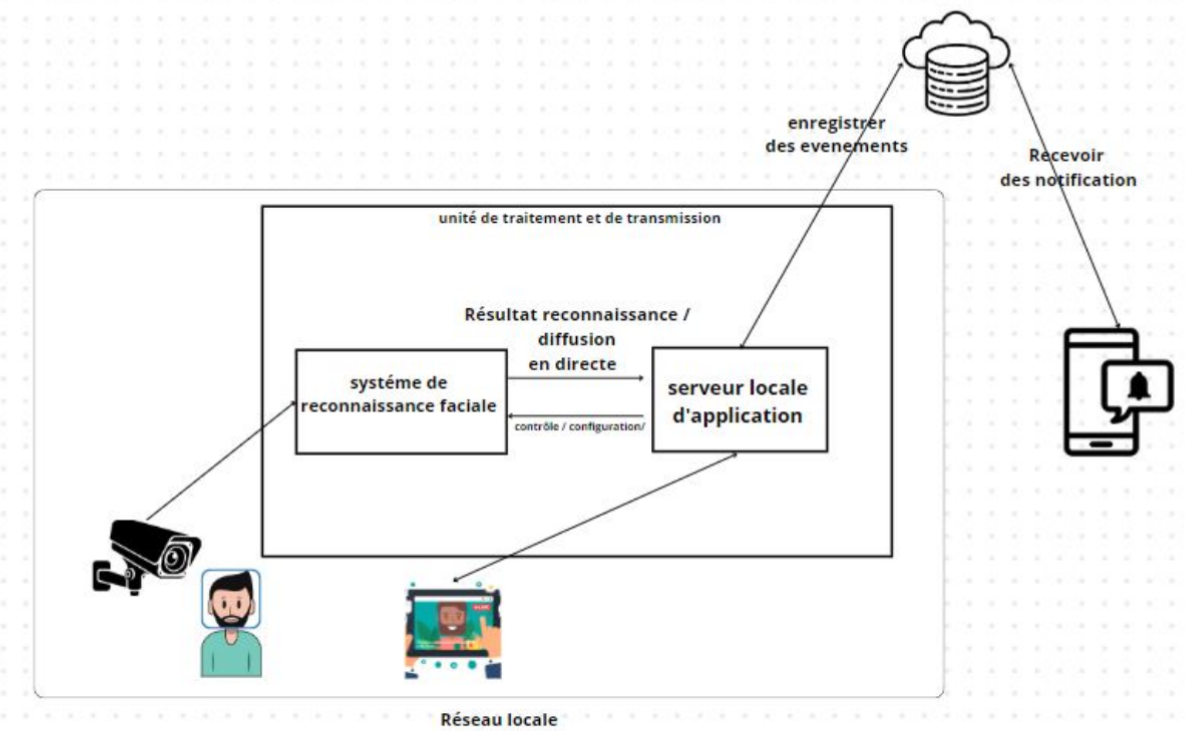 enregistrer
des evenements
Recevoir
des notification
unité de traitement et de transmission
Résultat reconnaissance /
diffusion
en directe
systéme de
reconnaissance faciale
serveur locale
d'application
contrôle / configuration/
Réseau locale